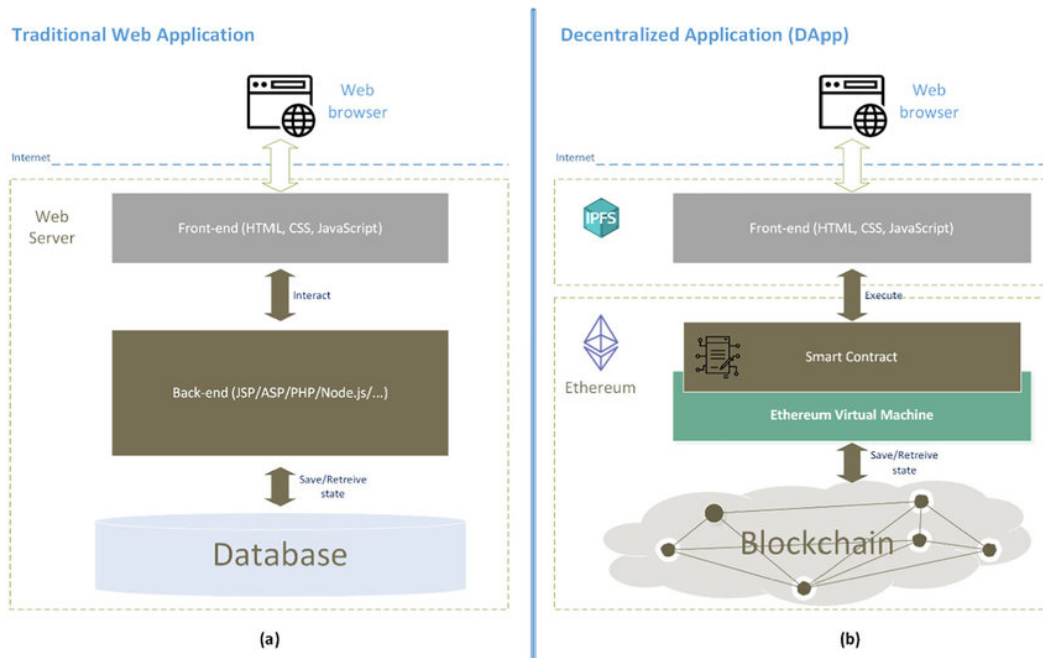 Traditional Web Application
Web
browser
Internet
Web
Server
Front-end (HTML, CSS, JavaScript)
Interact
Back-end (JSP/ASP/PHP/Node.js/...)
Save/Retreive
state
Database
(a)
Decentralized Application (DApp)
Web
browser
Internet
IPFS
Front-end (HTML, CSS, JavaScript)
Execute
Ethereum
Smart Contract
Ethereum Virtual Machine
Save/Retreive
state
Blockchain
(b)